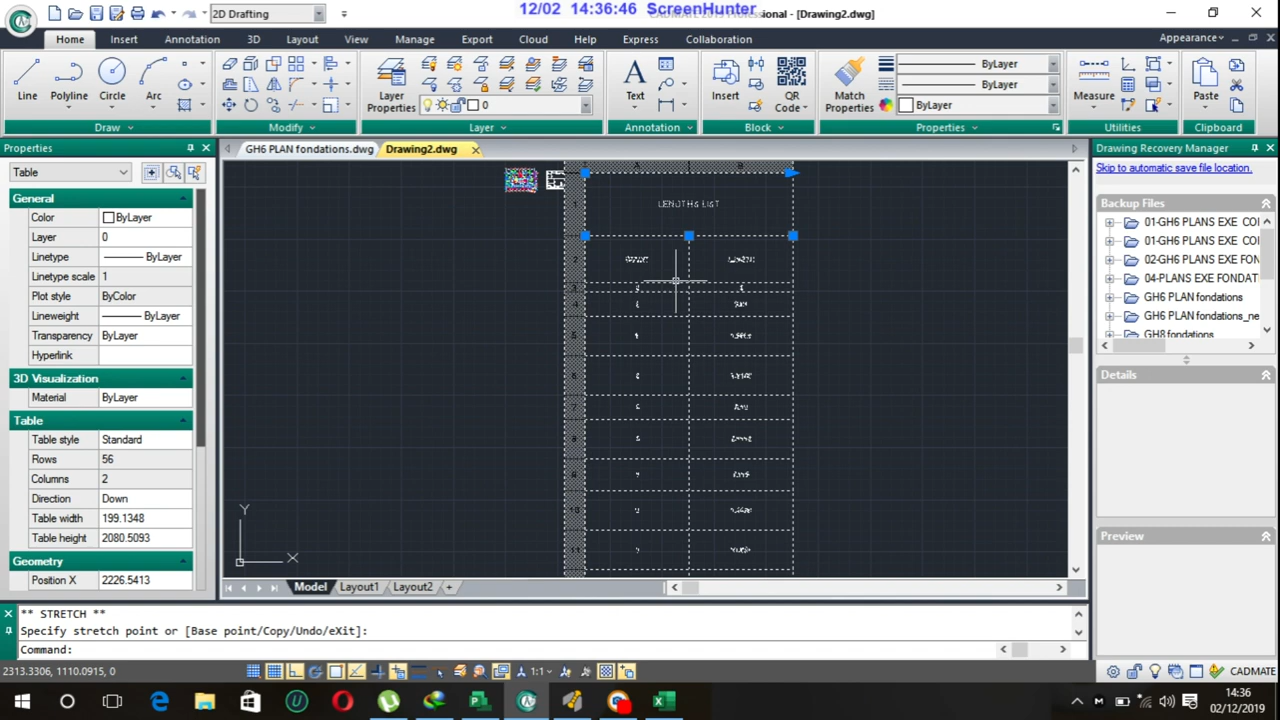 12/02 14:36:46 ScreenHunter
2D Drafting
Professional - [Drawing2.dwg]
Home Insert Annotation 3D Layout View Manage Export Cloud Help Express Collaboration
Appearance
Line Polyline Circle Arc
Layer Properties
0
Text
Insert
QR Code
Match Properties
ByLayer
ByLayer
ByLayer
Measure
Paste
Draw Modify Layer Annotation Block Properties Utilities Clipboard
Properties
GH6 PLAN fondations.dwg Drawing2.dwg
Drawing Recovery Manager
Table
Skip to automatic save file location.
General
Color ByLayer
Layer 0
Linetype ByLayer
Linetype scale 1
Plot style ByColor
Lineweight ByLayer
Transparency ByLayer
Hyperlink
3D Visualization
Material ByLayer
Table
Table style Standard
Rows 56
Columns 2
Direction Down
Table width 199.1348
Table height 2080.5093
Geometry
Position X 2226.5413
A B
LENGTHS LIST
Y
X
Backup Files
01-GH6 PLANS EXE CO
01-GH6 PLANS EXE CO
02-GH6 PLANS EXE FON
04-PLANS EXE FONDAT
GH6 PLAN fondations
GH6 PLAN fondations_ne
GH8 fondations
Details
Preview
Model Layout1 Layout2 +
** STRETCH **
Specify stretch point or [Base point/Copy/Undo/eXit]:
Command:
2313.3306, 1110.0915, 0
1:1
CADMATE
14:36
02/12/2019